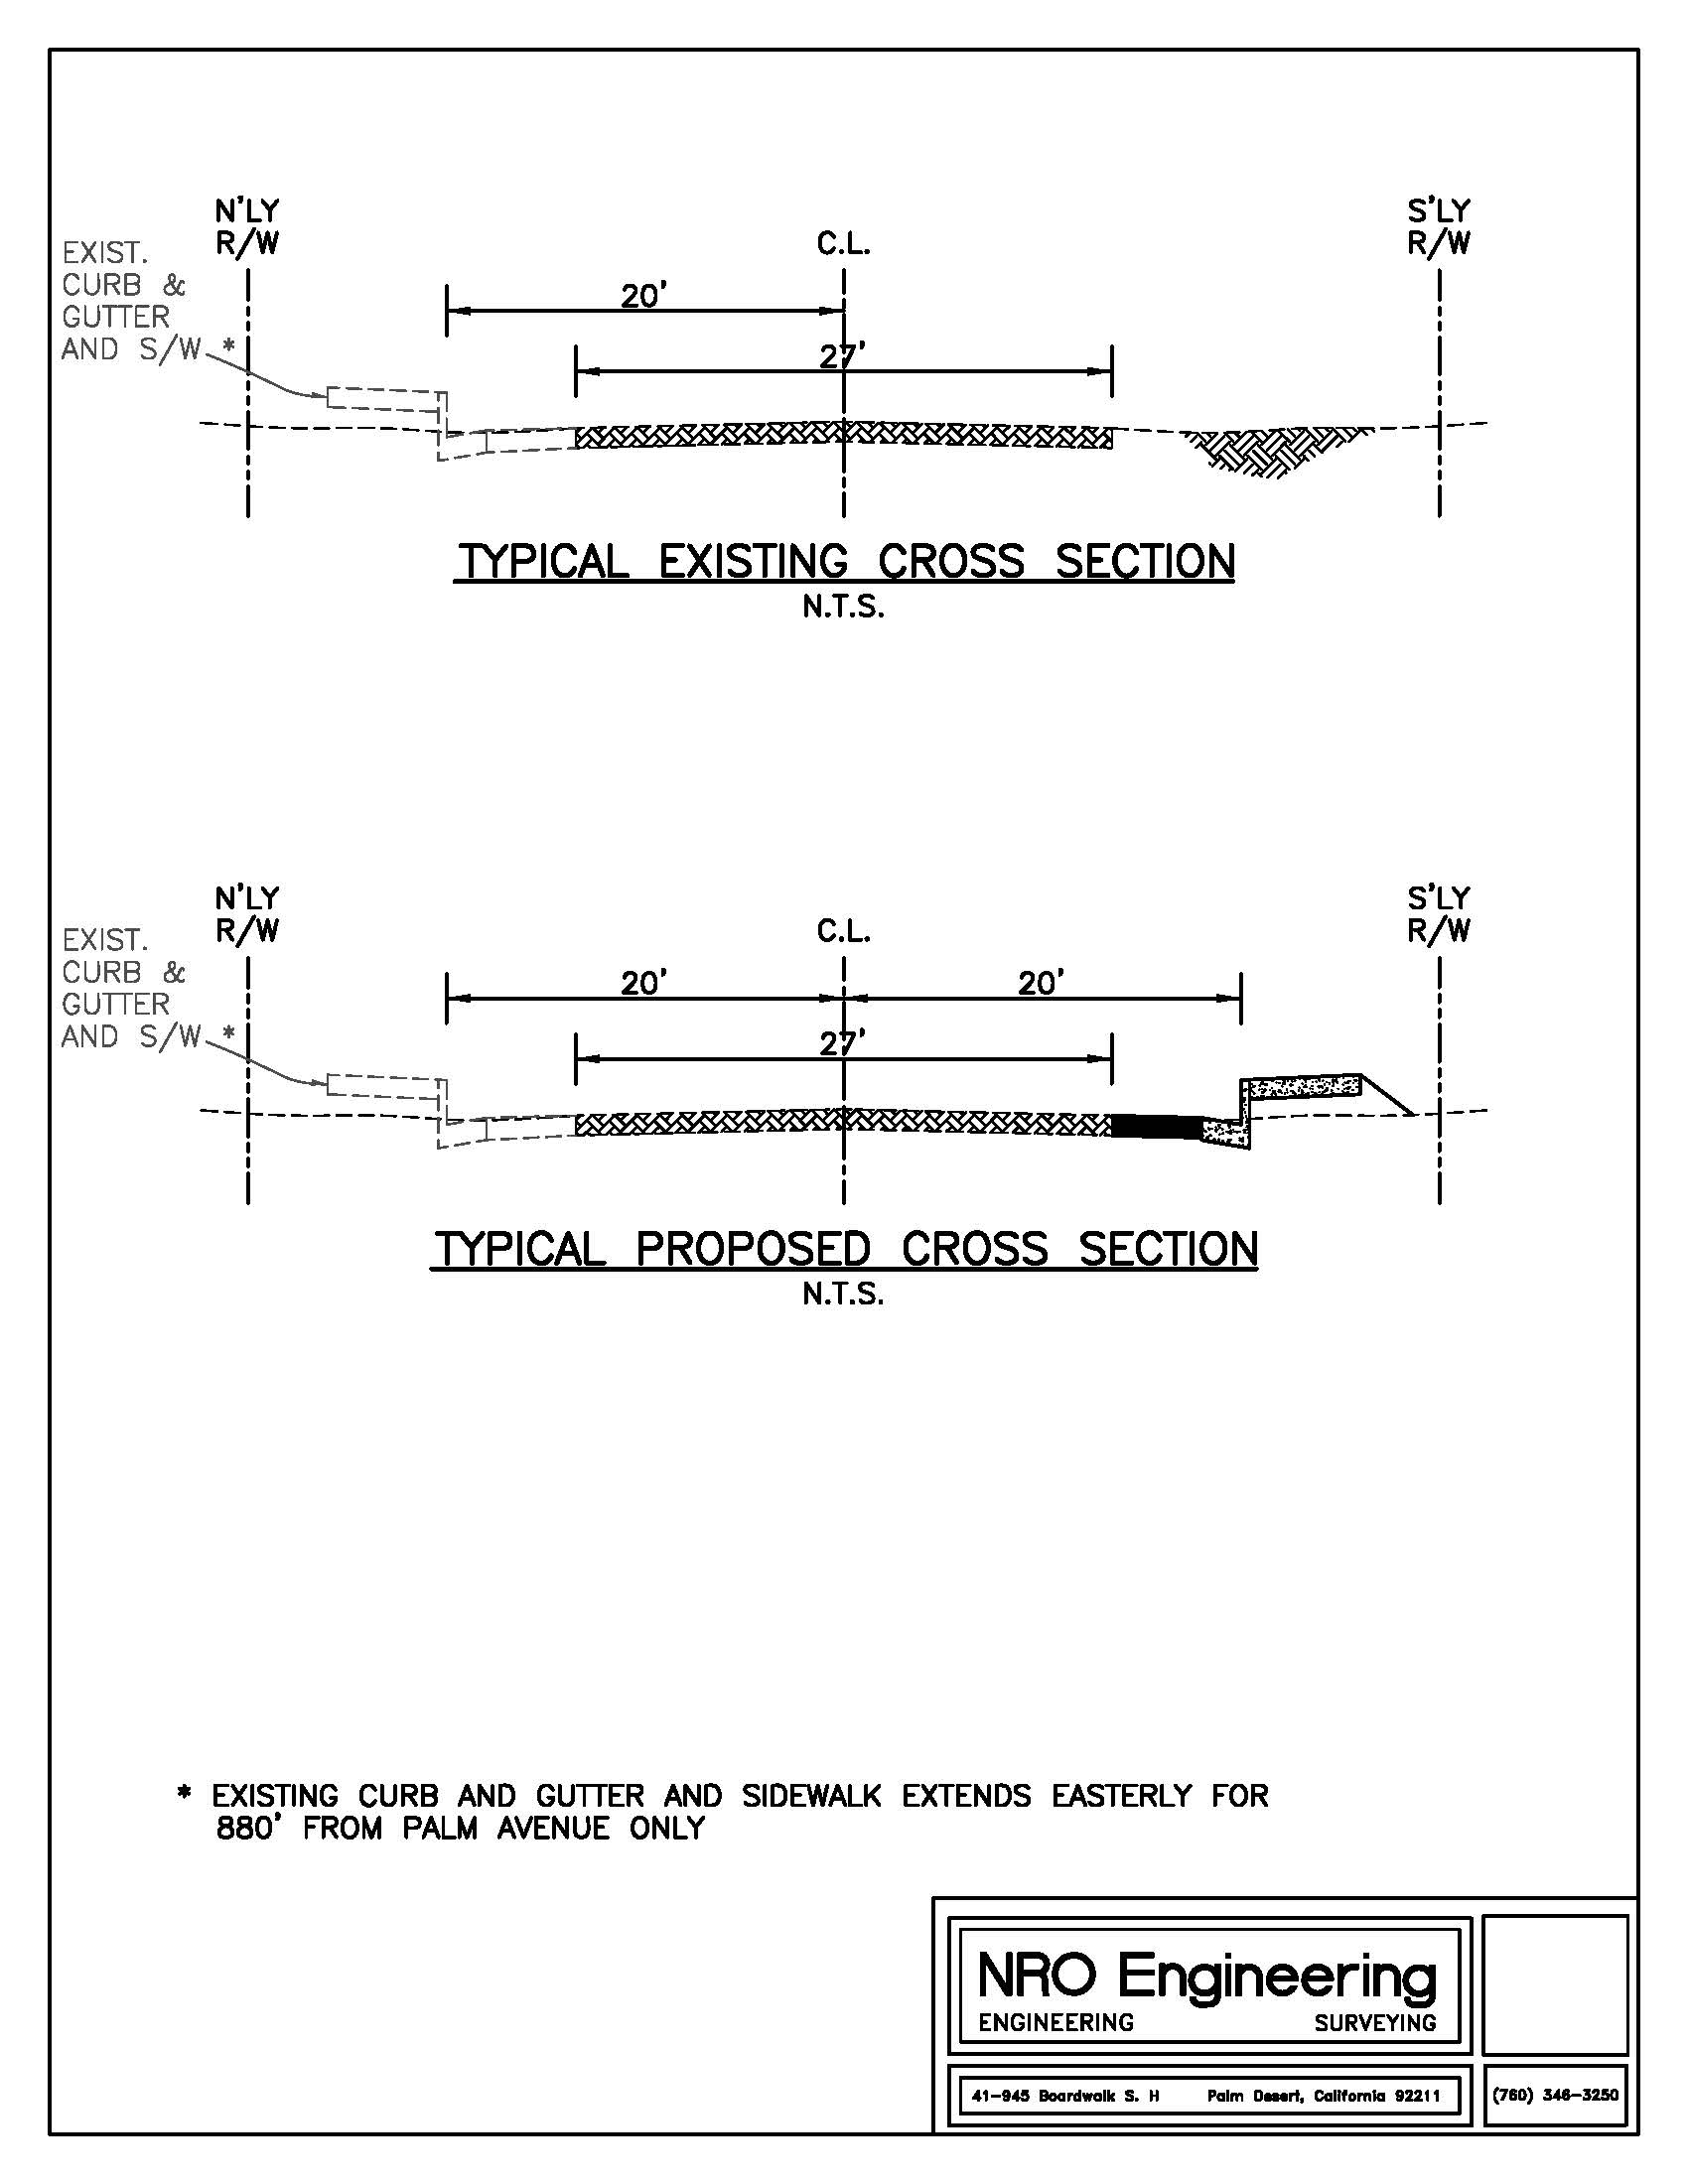 N'LY
R/W
EXIST.
CURB &
GUTTER
AND S/W *
C.L.
S'LY
R/W
20'
27'
TYPICAL EXISTING CROSS SECTION
N.T.S.
N'LY
R/W
EXIST.
CURB &
GUTTER
AND S/W *
C.L.
S'LY
R/W
20' 20'
27'
TYPICAL PROPOSED CROSS SECTION
N.T.S.
* EXISTING CURB AND GUTTER AND SIDEWALK EXTENDS EASTERLY FOR
880' FROM PALM AVENUE ONLY
NRO Engineering
ENGINEERING SURVEYING
41-945 Boardwalk S. H Palm Desert, California 92211
(760) 346-3250